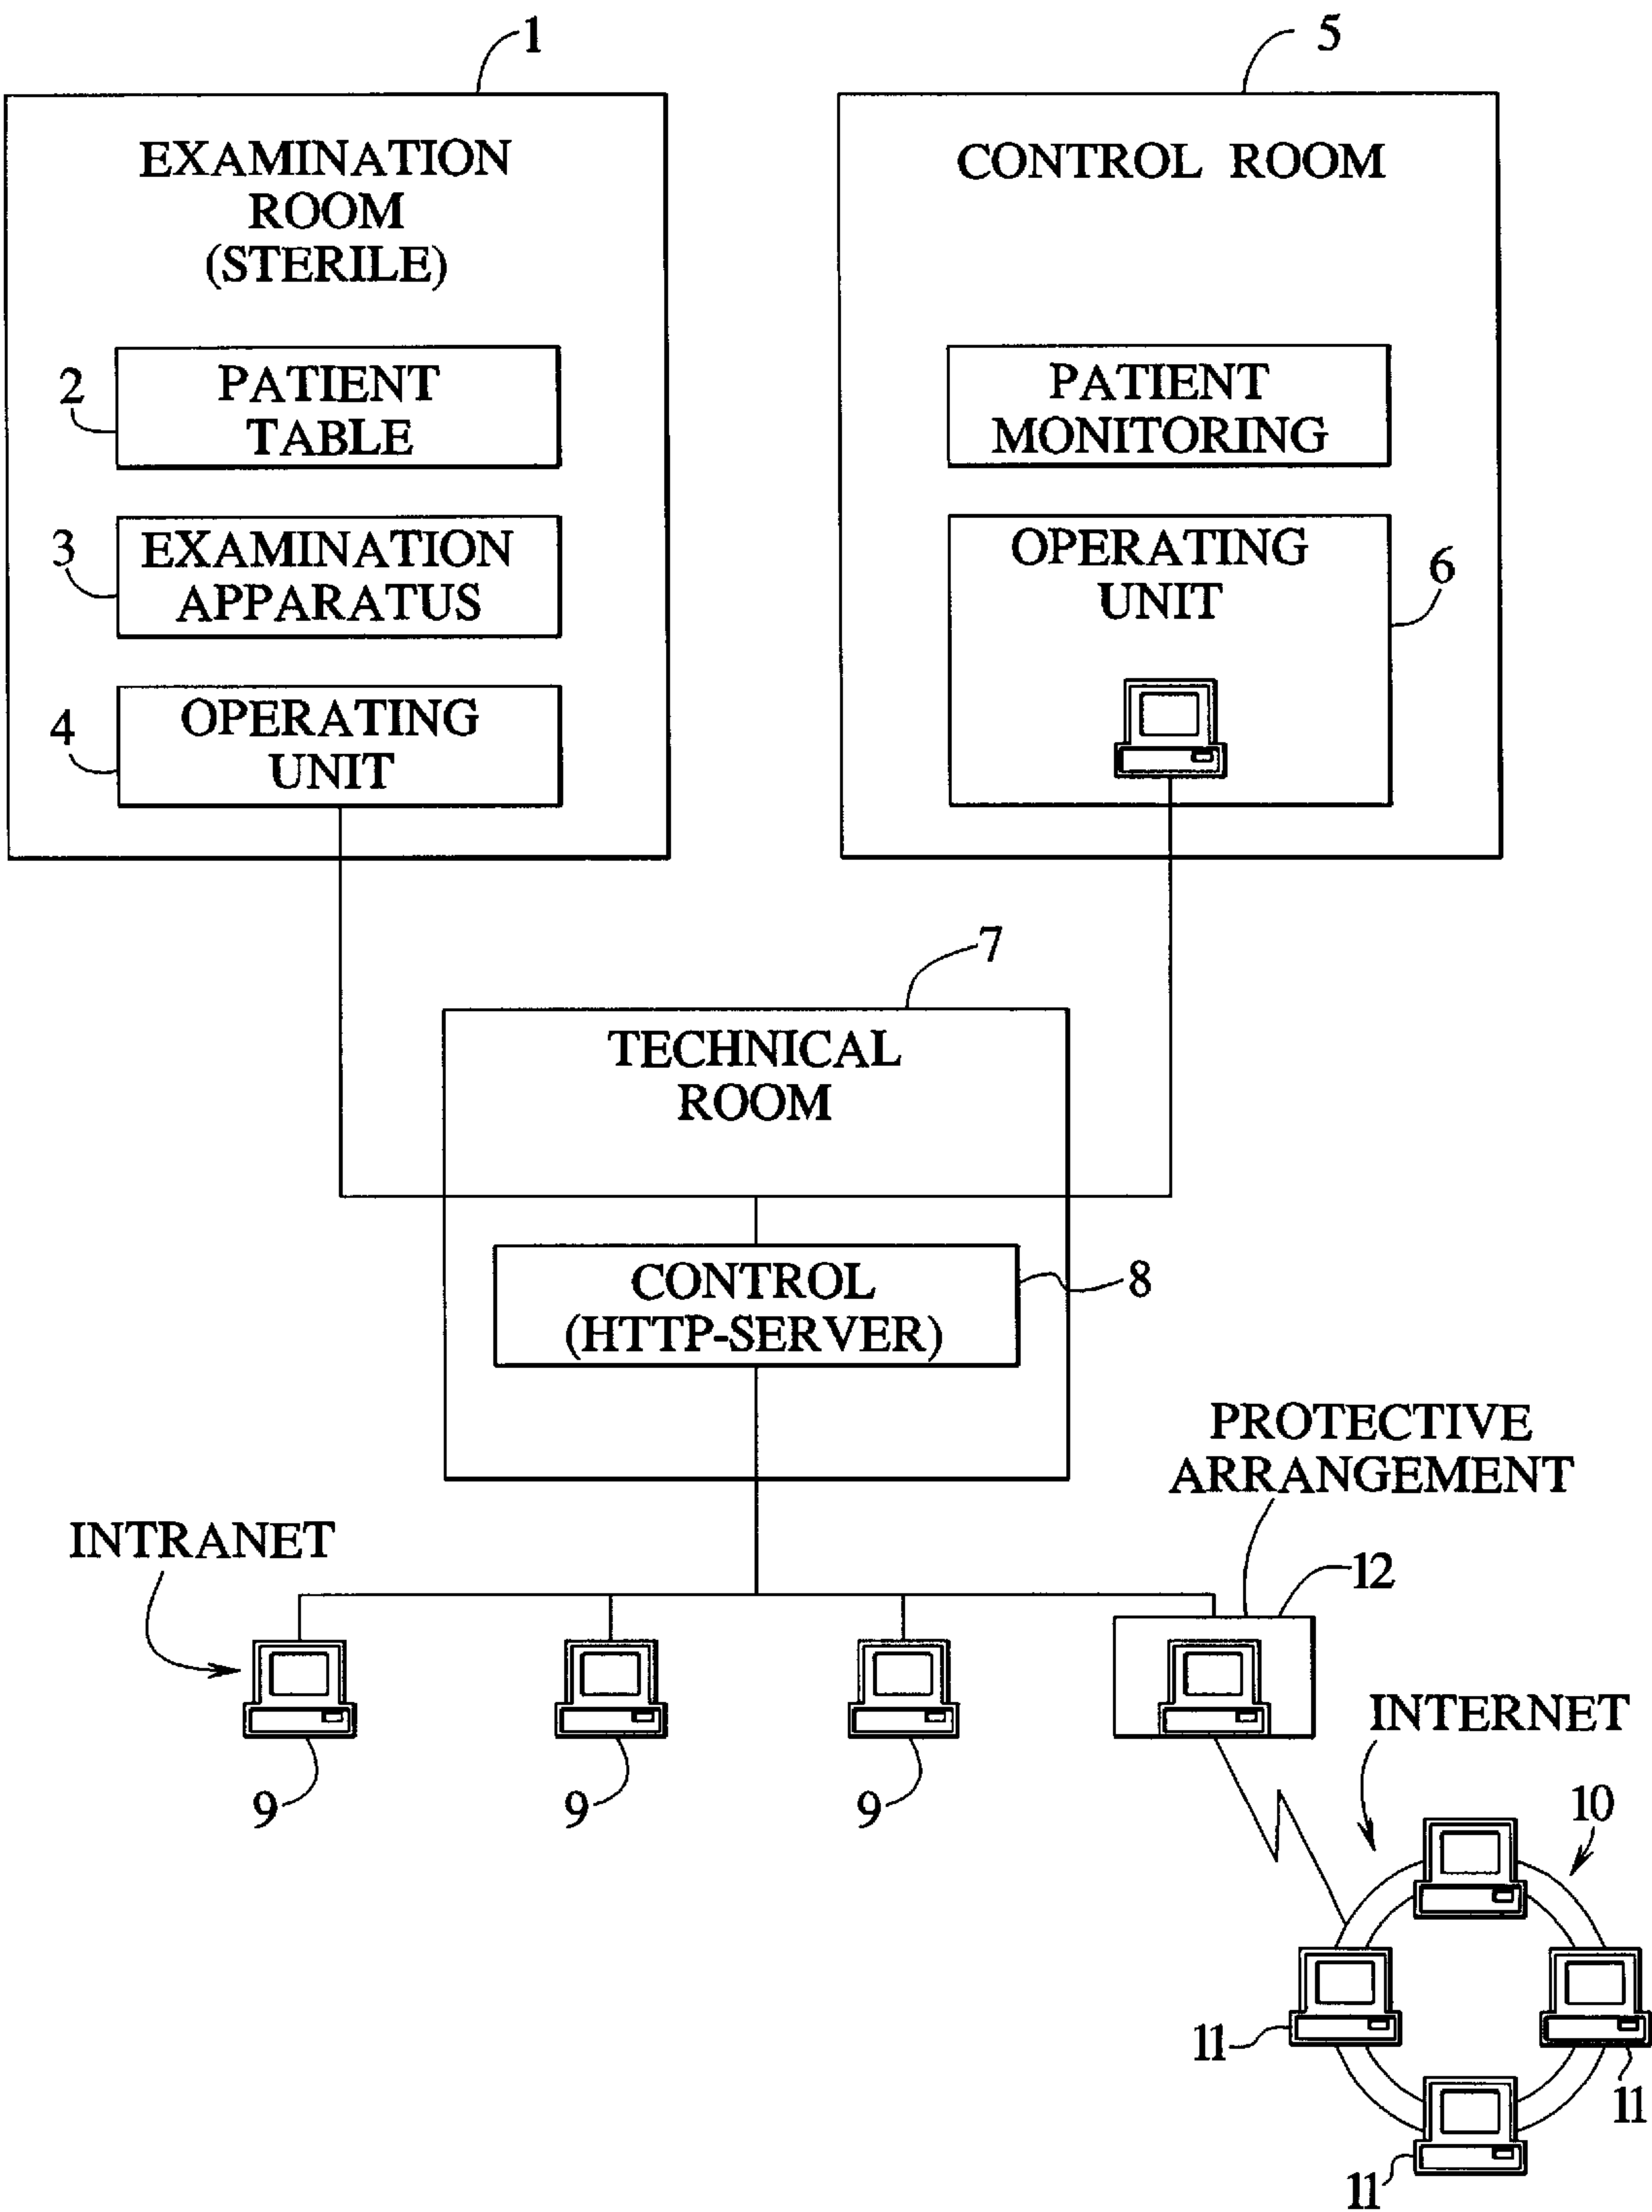 1
EXAMINATION
ROOM
(STERILE)
2
PATIENT
TABLE
3
EXAMINATION
APPARATUS
4
OPERATING
UNIT
5
CONTROL ROOM
PATIENT
MONITORING
OPERATING
UNIT
6
7
TECHNICAL
ROOM
CONTROL
(HTTP-SERVER)
8
PROTECTIVE
ARRANGEMENT
INTRANET
12
9
9
9
INTERNET
10
11
11
11